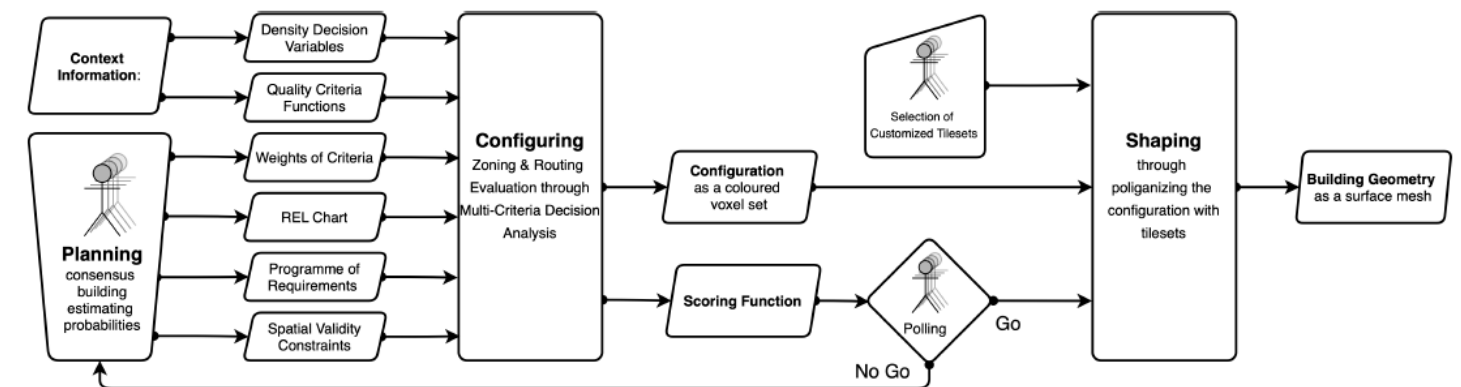 Context
Information:
Density Decision
Variables
Quality Criteria
Functions
Planning
consensus
building
estimating
probabilities
Weights of Criteria
REL Chart
Programme of
Requirements
Spatial Validity
Constraints
Configuring
Zoning & Routing
Evaluation through
Multi-Criteria Decision
Analysis
Configuration
as a coloured
voxel set
Scoring Function
Selection of
Customized Tilesets
Polling
Go
No Go
Shaping
through
poliganizing the
configuration with
tilesets
Building Geometry
as a surface mesh